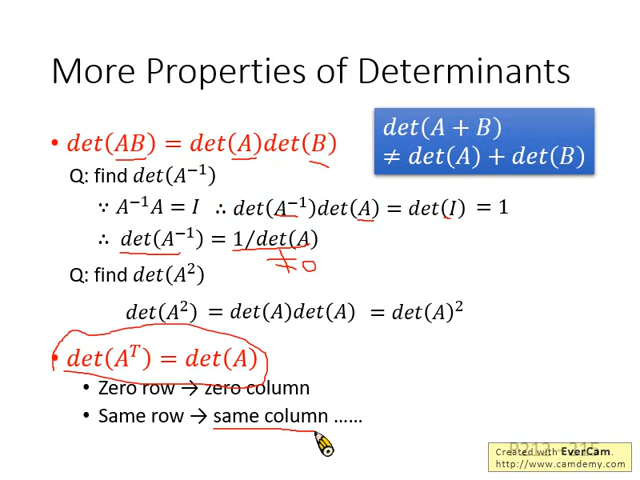 More Properties of Determinants
• det(AB) = det(A)det(B)
det(A + B)
≠ det(A) + det(B)
Q: find det(A⁻¹)
∵ A⁻¹A = I ∴ det(A⁻¹)det(A) = det(I) = 1
∴ det(A⁻¹) = 1/det(A)
≠ 0
Q: find det(A²)
det(A²) = det(A)det(A) = det(A)²
• det(Aᵀ) = det(A)
• Zero row → zero column
• Same row → same column ……
Created with EverCam.
http://www.camdemy.com